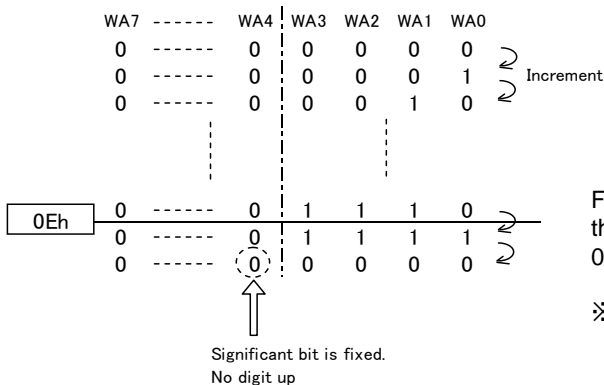 WA7 ------ WA4 WA3 WA2 WA1 WA0
0 ------ 0 0 0 0 0
0 ------ 0 0 0 0 1
Increment
0 ------ 0 0 0 1 0
0 ------ 0 1 1 1 0
0Eh
0 ------ 0 1 1 1 1
0 ------ 0 0 0 0 0
Significant bit is fixed.
No digit up
F
th
0
※